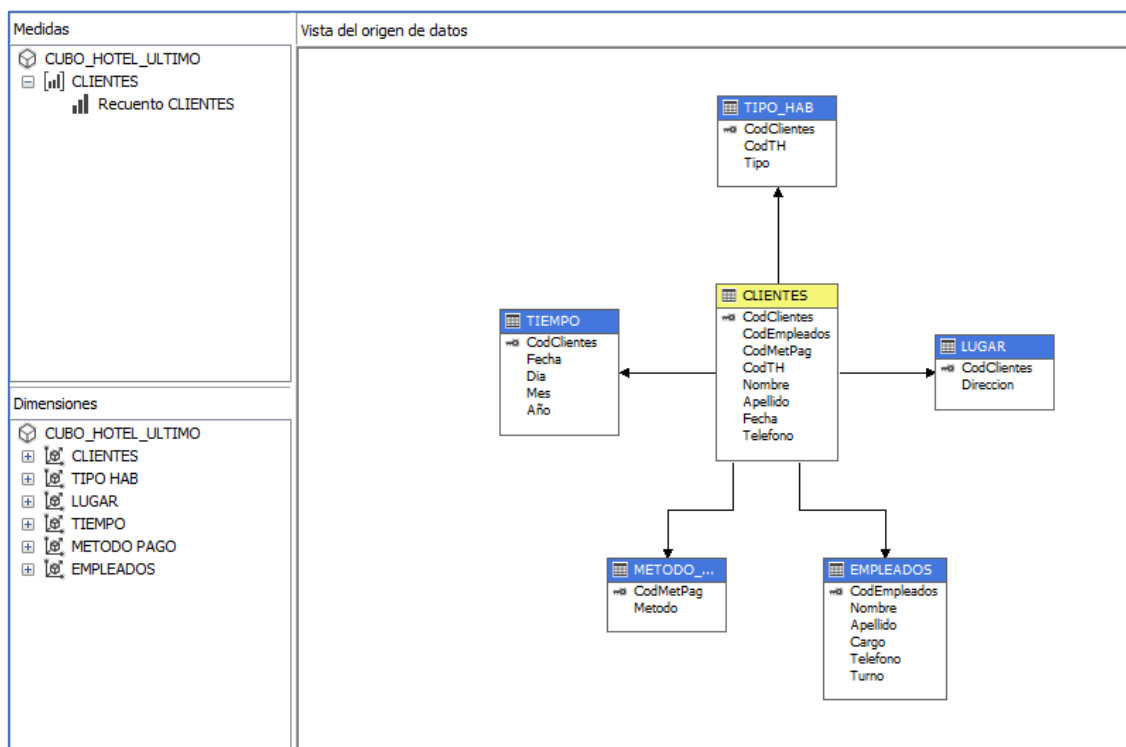 Medidas
CUBO_HOTEL_ULTIMO
CLIENTES
Recuento CLIENTES
Dimensiones
CUBO_HOTEL_ULTIMO
CLIENTES
TIPO HAB
LUGAR
TIEMPO
METODO PAGO
EMPLEADOS
Vista del origen de datos
TIPO_HAB
CodClientes
CodTH
Tipo
TIEMPO
CodClientes
Fecha
Dia
Mes
Año
CLIENTES
CodClientes
CodEmpleados
CodMetPag
CodTH
Nombre
Apellido
Fecha
Telefono
LUGAR
CodClientes
Direccion
METODO_...
CodMetPag
Metodo
EMPLEADOS
CodEmpleados
Nombre
Apellido
Cargo
Telefono
Turno